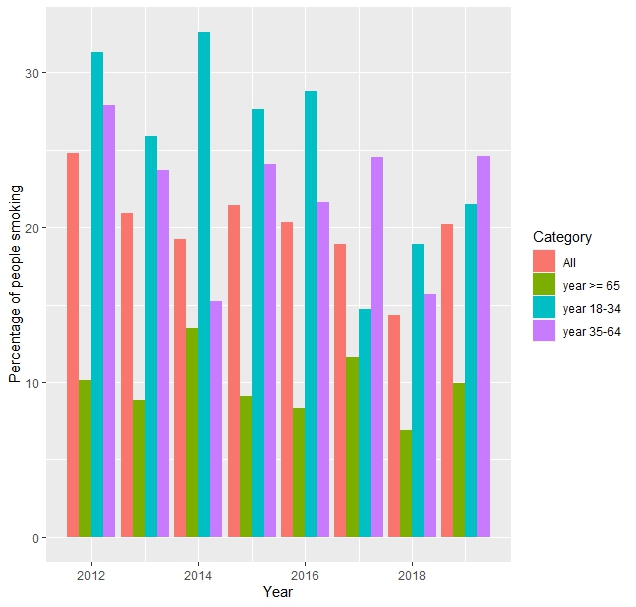 Percentage of people smoking
30
20
10
0
2012 2014 2016 2018
Year
Category
All
year >= 65
year 18-34
year 35-64